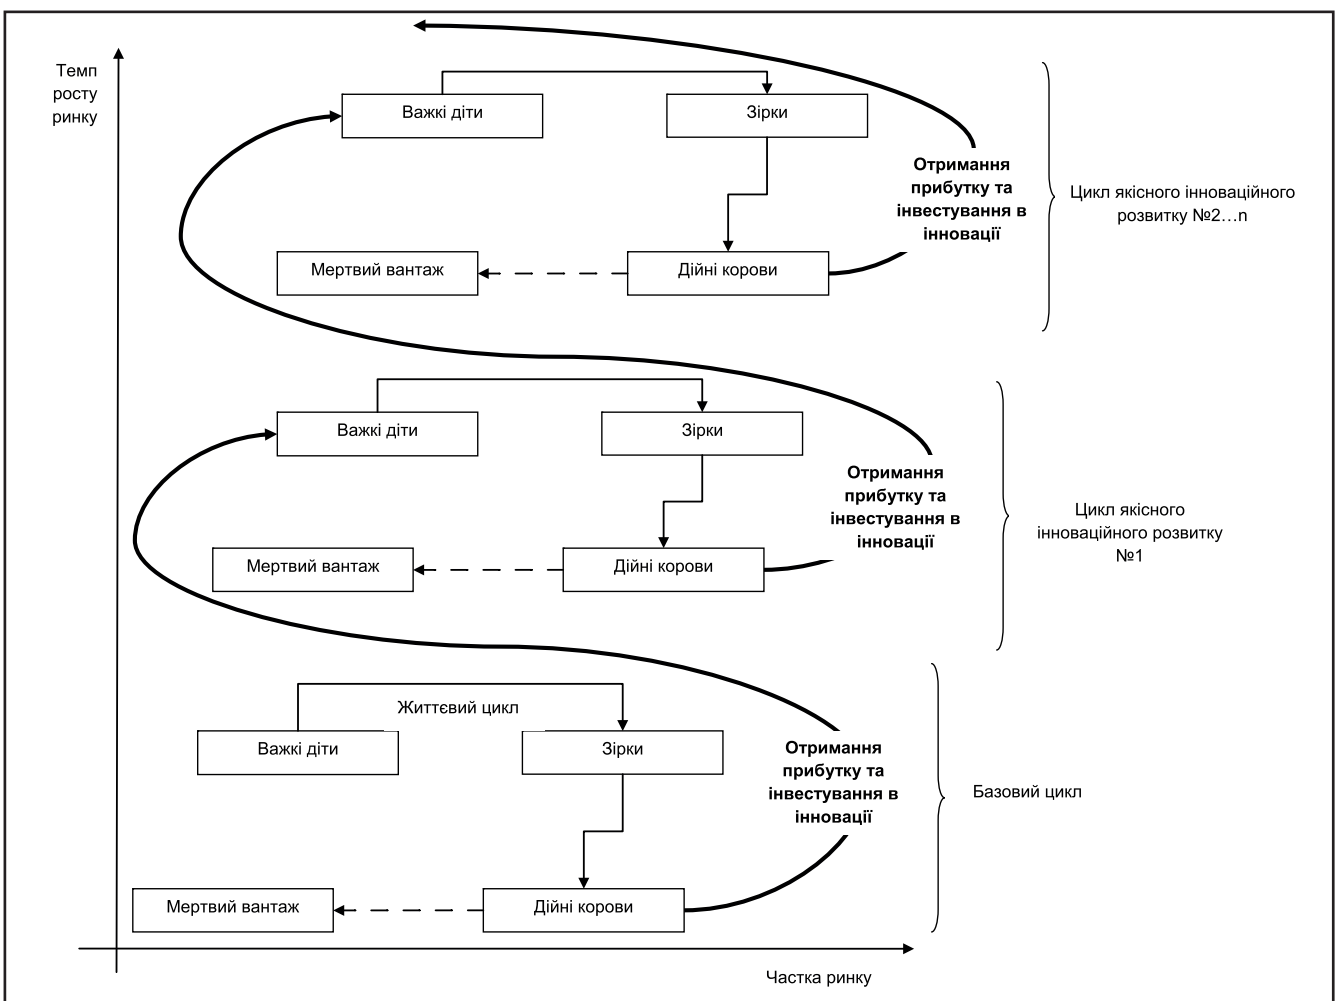 Темп
росту
ринку
Важкі діти
Зірки
Отримання
прибутку та
інвестування в
інновації
Цикл якісного інноваційного
розвитку №2…n
Мертвий вантаж
Дійні корови
Важкі діти
Зірки
Отримання
прибутку та
інвестування в
інновації
Цикл якісного
інноваційного розвитку
№1
Мертвий вантаж
Дійні корови
Життєвий цикл
Важкі діти
Зірки
Отримання
прибутку та
інвестування в
інновації
Базовий цикл
Мертвий вантаж
Дійні корови
Частка ринку